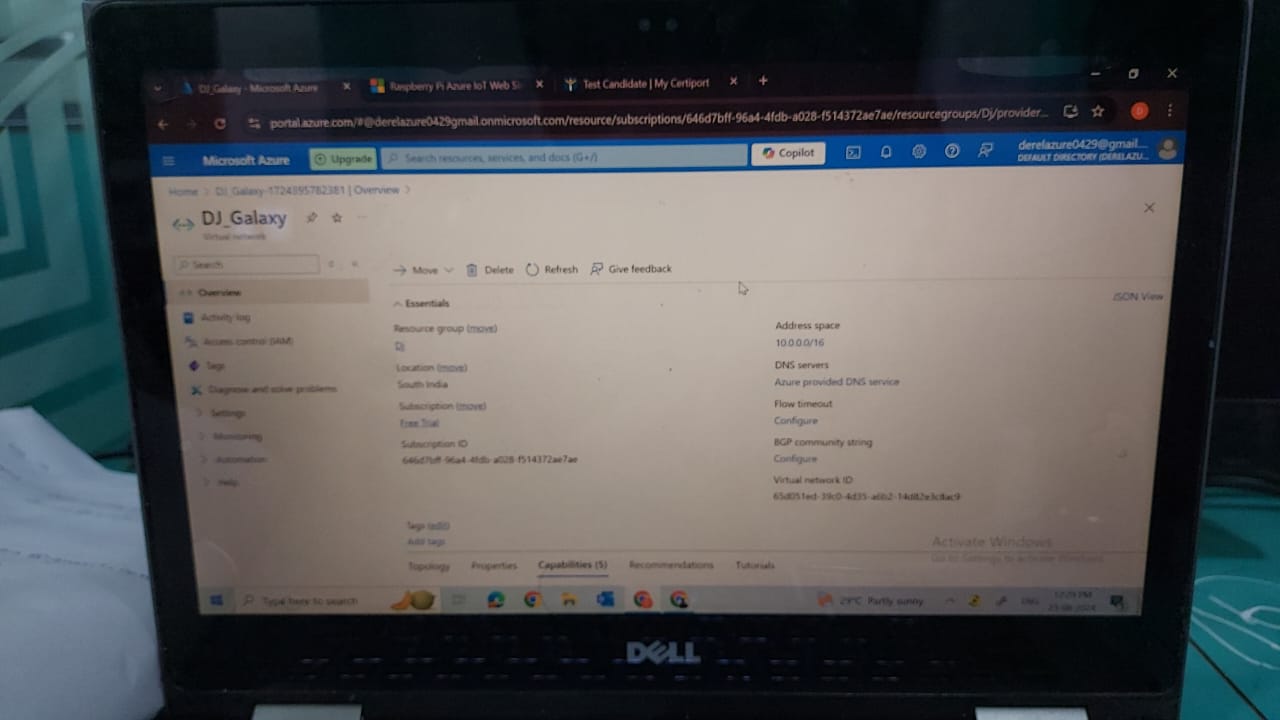 DJ_Galaxy - Microsoft Azure
Raspberry Pi Azure IoT Web Si
Test Candidate | My Certiport
portal.azure.com/#@derelazure0429gmail.onmicrosoft.com/resource/subscriptions/646d7bff-96a4-4fdb-a028-f514372ae7ae/resourcegroups/Dj/provider...
Microsoft Azure
Upgrade
Search resources, services, and docs (G+/)
Copilot
derelazure0429@gmail....
DEFAULT DIRECTORY (DERELAZU...
Home > DJ_Galaxy-1724395782381 | Overview >
DJ_Galaxy
Virtual network
Search
Move
Delete
Refresh
Give feedback
Overview
Activity log
Access control (IAM)
Tags
Diagnose and solve problems
Settings
Monitoring
Automation
Help
Essentials
JSON View
Resource group (move)
Dj
Location (move)
South India
Subscription (move)
Free Trial
Subscription ID
646d7bff-96a4-4fdb-a028-f514372ae7ae
Address space
10.0.0.0/16
DNS servers
Azure provided DNS service
Flow timeout
Configure
BGP community string
Configure
Virtual network ID
Tags (edit)
Add tags
Activate Windows
Go to Settings to activate Windows.
Topology
Properties
Capabilities (5)
Recommendations
Tutorials
Type here to search
29°C Partly sunny
ENG
12:29 PM
23-08-2024
DELL